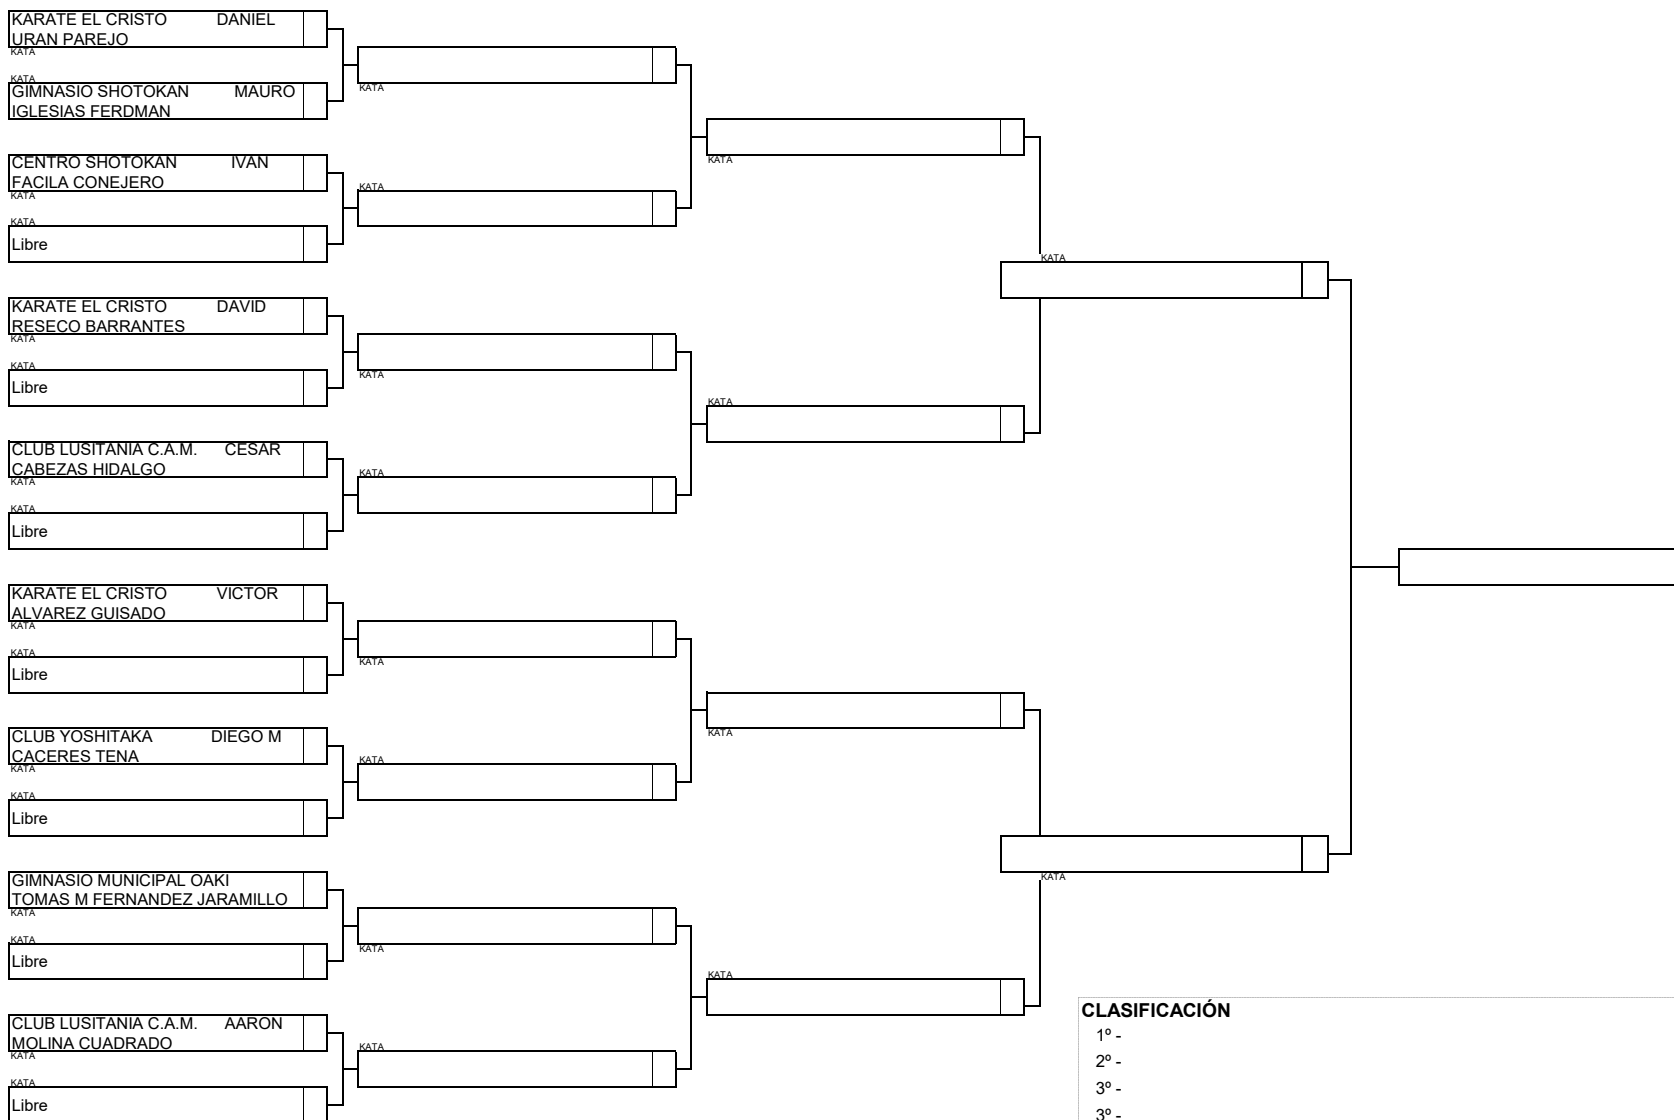 KARATE EL CRISTO DANIEL
URAN PAREJO
KATA
KATA
GIMNASIO SHOTOKAN MAURO
IGLESIAS FERDMAN
CENTRO SHOTOKAN IVAN
FACILA CONEJERO
KATA
KATA
Libre
KARATE EL CRISTO DAVID
RESECO BARRANTES
KATA
KATA
Libre
CLUB LUSITANIA C.A.M. CESAR
CABEZAS HIDALGO
KATA
KATA
Libre
KARATE EL CRISTO VICTOR
ALVAREZ GUISADO
KATA
KATA
Libre
CLUB YOSHITAKA DIEGO M
CACERES TENA
KATA
KATA
Libre
GIMNASIO MUNICIPAL OAKI
TOMAS M FERNANDEZ JARAMILLO
KATA
KATA
Libre
CLUB LUSITANIA C.A.M. AARON
MOLINA CUADRADO
KATA
KATA
Libre
KATA
KATA
KATA
KATA
KATA
KATA
KATA
KATA
KATA
KATA
KATA
KATA
KATA
KATA
CLASIFICACIÓN
1º -
2º -
3º -
3º -